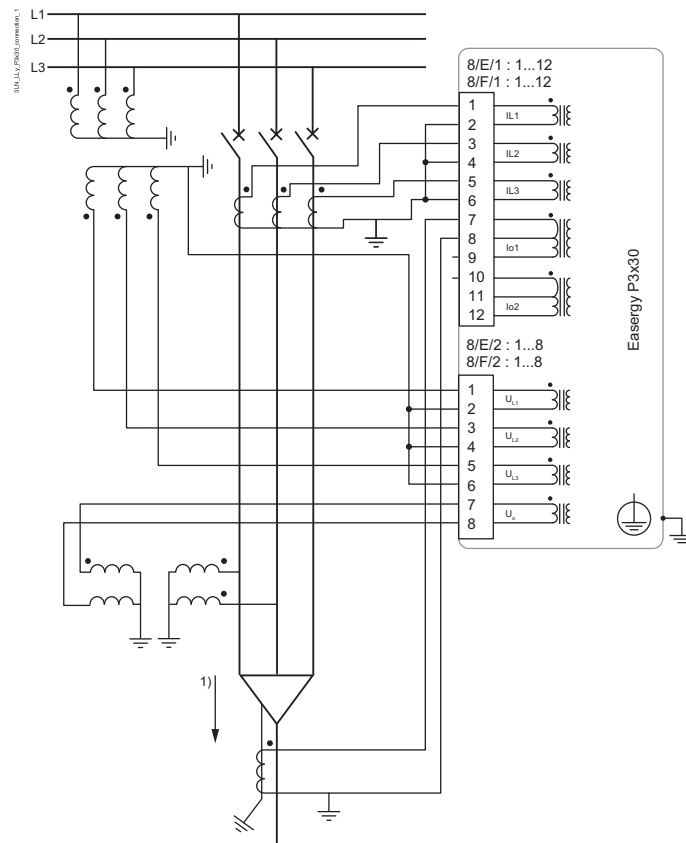 3LN_LLy_P3x30_connection_1
L1
L2
L3
8/E/1 : 1...12
8/F/1 : 1...12
1
2
3
4
5
6
7
8
9
10
11
12
IL1
IL2
IL3
Io1
Io2
Easergy P3x30
8/E/2 : 1...8
8/F/2 : 1...8
1
2
3
4
5
6
7
8
UL1
UL2
UL3
Uo
1)